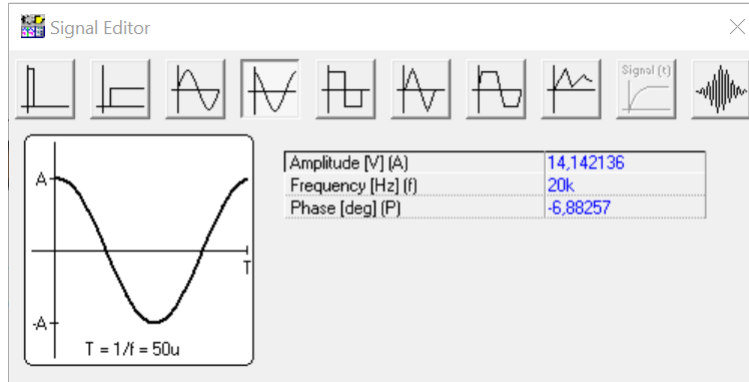 Signal Editor
Signal (t)
A
T
-A
T = 1/f = 50u
Amplitude [V] (A) 14,142136
Frequency [Hz] (f) 20k
Phase [deg] (P) -6,88257